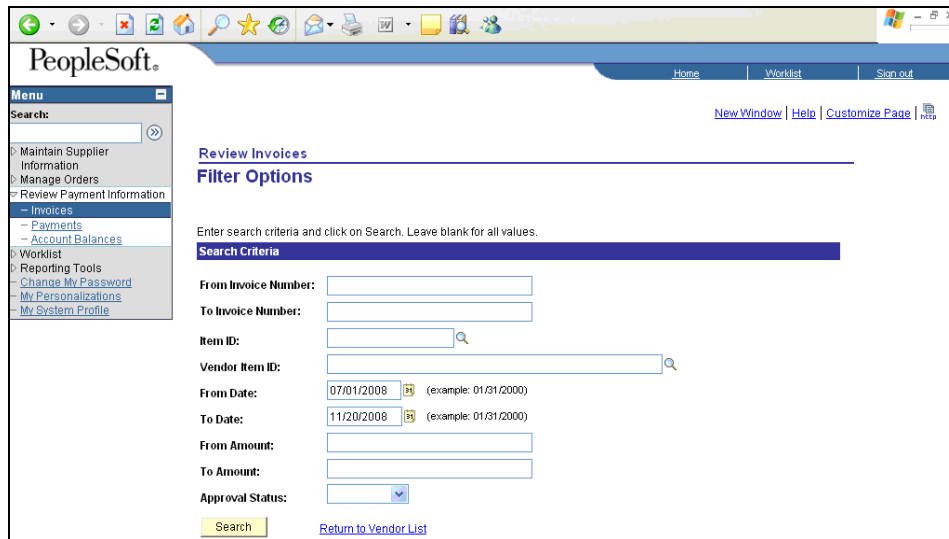 PeopleSoft®
Home | Worklist | Sign out
New Window | Help | Customize Page | http
Menu
Search:
Maintain Supplier
Information
Manage Orders
Review Payment Information
– Invoices
– Payments
– Account Balances
Worklist
Reporting Tools
– Change My Password
– My Personalizations
– My System Profile
Review Invoices
Filter Options
Enter search criteria and click on Search. Leave blank for all values.
Search Criteria
From Invoice Number:
To Invoice Number:
Item ID:
Vendor Item ID:
From Date: 07/01/2008 31 (example: 01/31/2000)
To Date: 11/20/2008 31 (example: 01/31/2000)
From Amount:
To Amount:
Approval Status:
Search Return to Vendor List